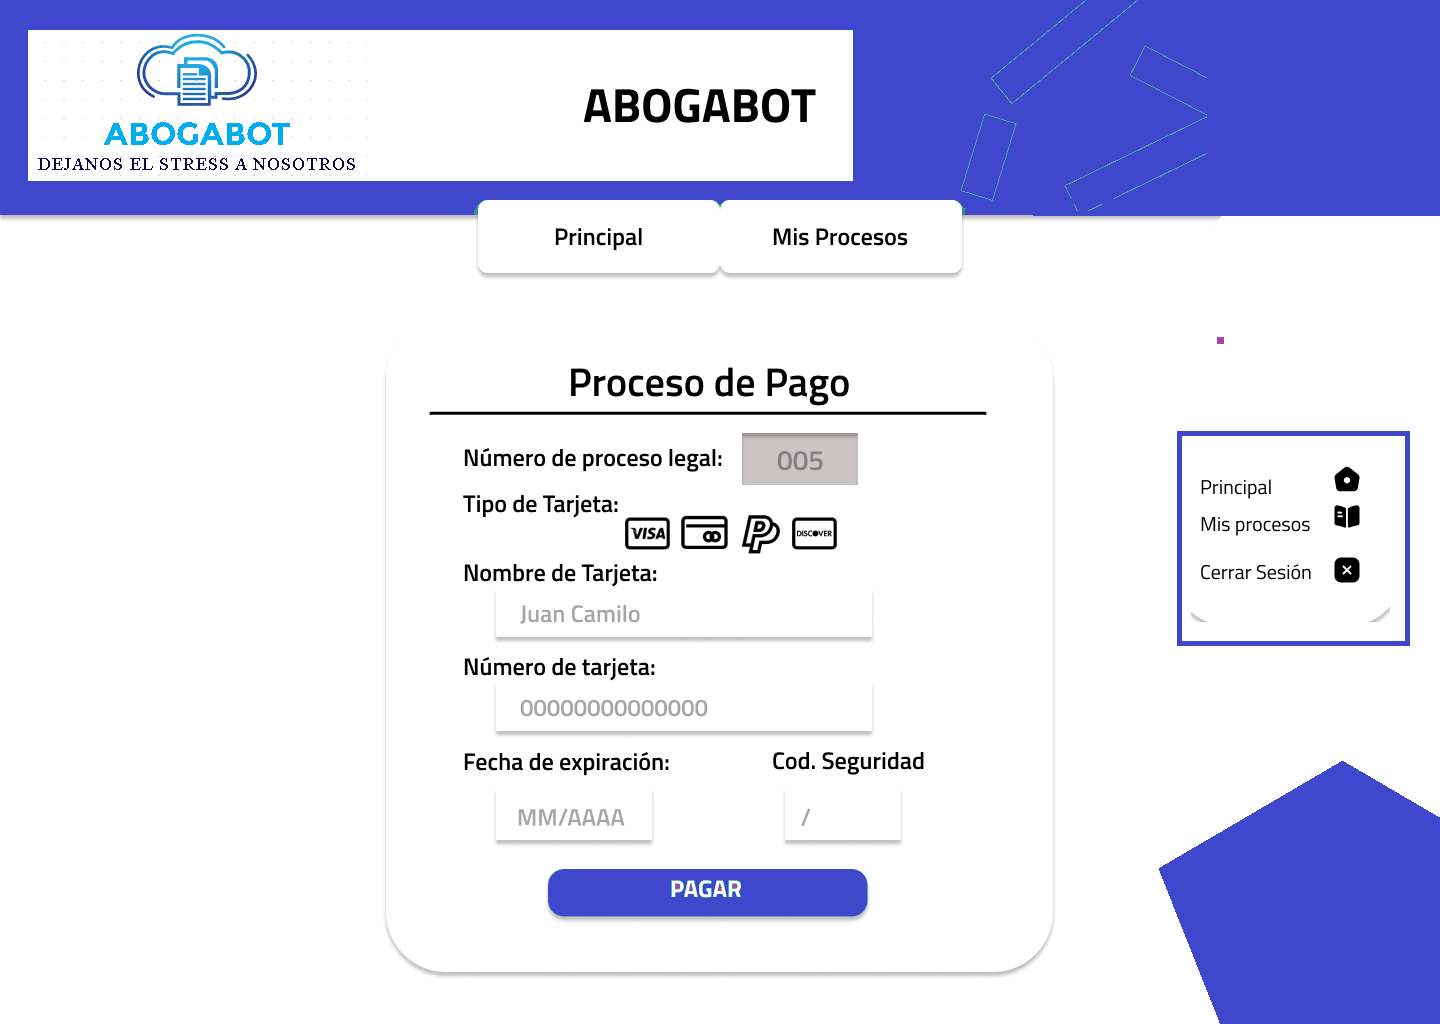 ABOGABOT
DEJANOS EL STRESS A NOSOTROS
ABOGABOT
Principal
Mis Procesos
Proceso de Pago
Número de proceso legal:
005
Tipo de Tarjeta:
VISA
DISCOVER
Nombre de Tarjeta:
Juan Camilo
Número de tarjeta:
00000000000000
Fecha de expiración:
Cod. Seguridad
MM/AAAA
/
PAGAR
Principal
Mis procesos
Cerrar Sesión